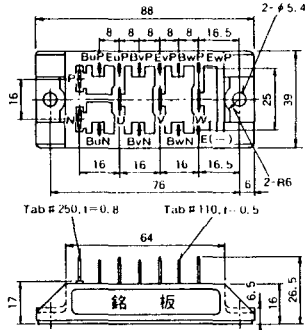 88
8 8 8 8 8 16.5
2-φ5.4
BuP EuP BvP EvP BwP EwP
P
N
16
25
39
U V W
BuN BvN BwN E(-)
16 16 16 16.5
2-R6
76 6
Tab#250, t=0.8 Tab#110, t=0.5
64
17
銘 板
6.5
16
26.5